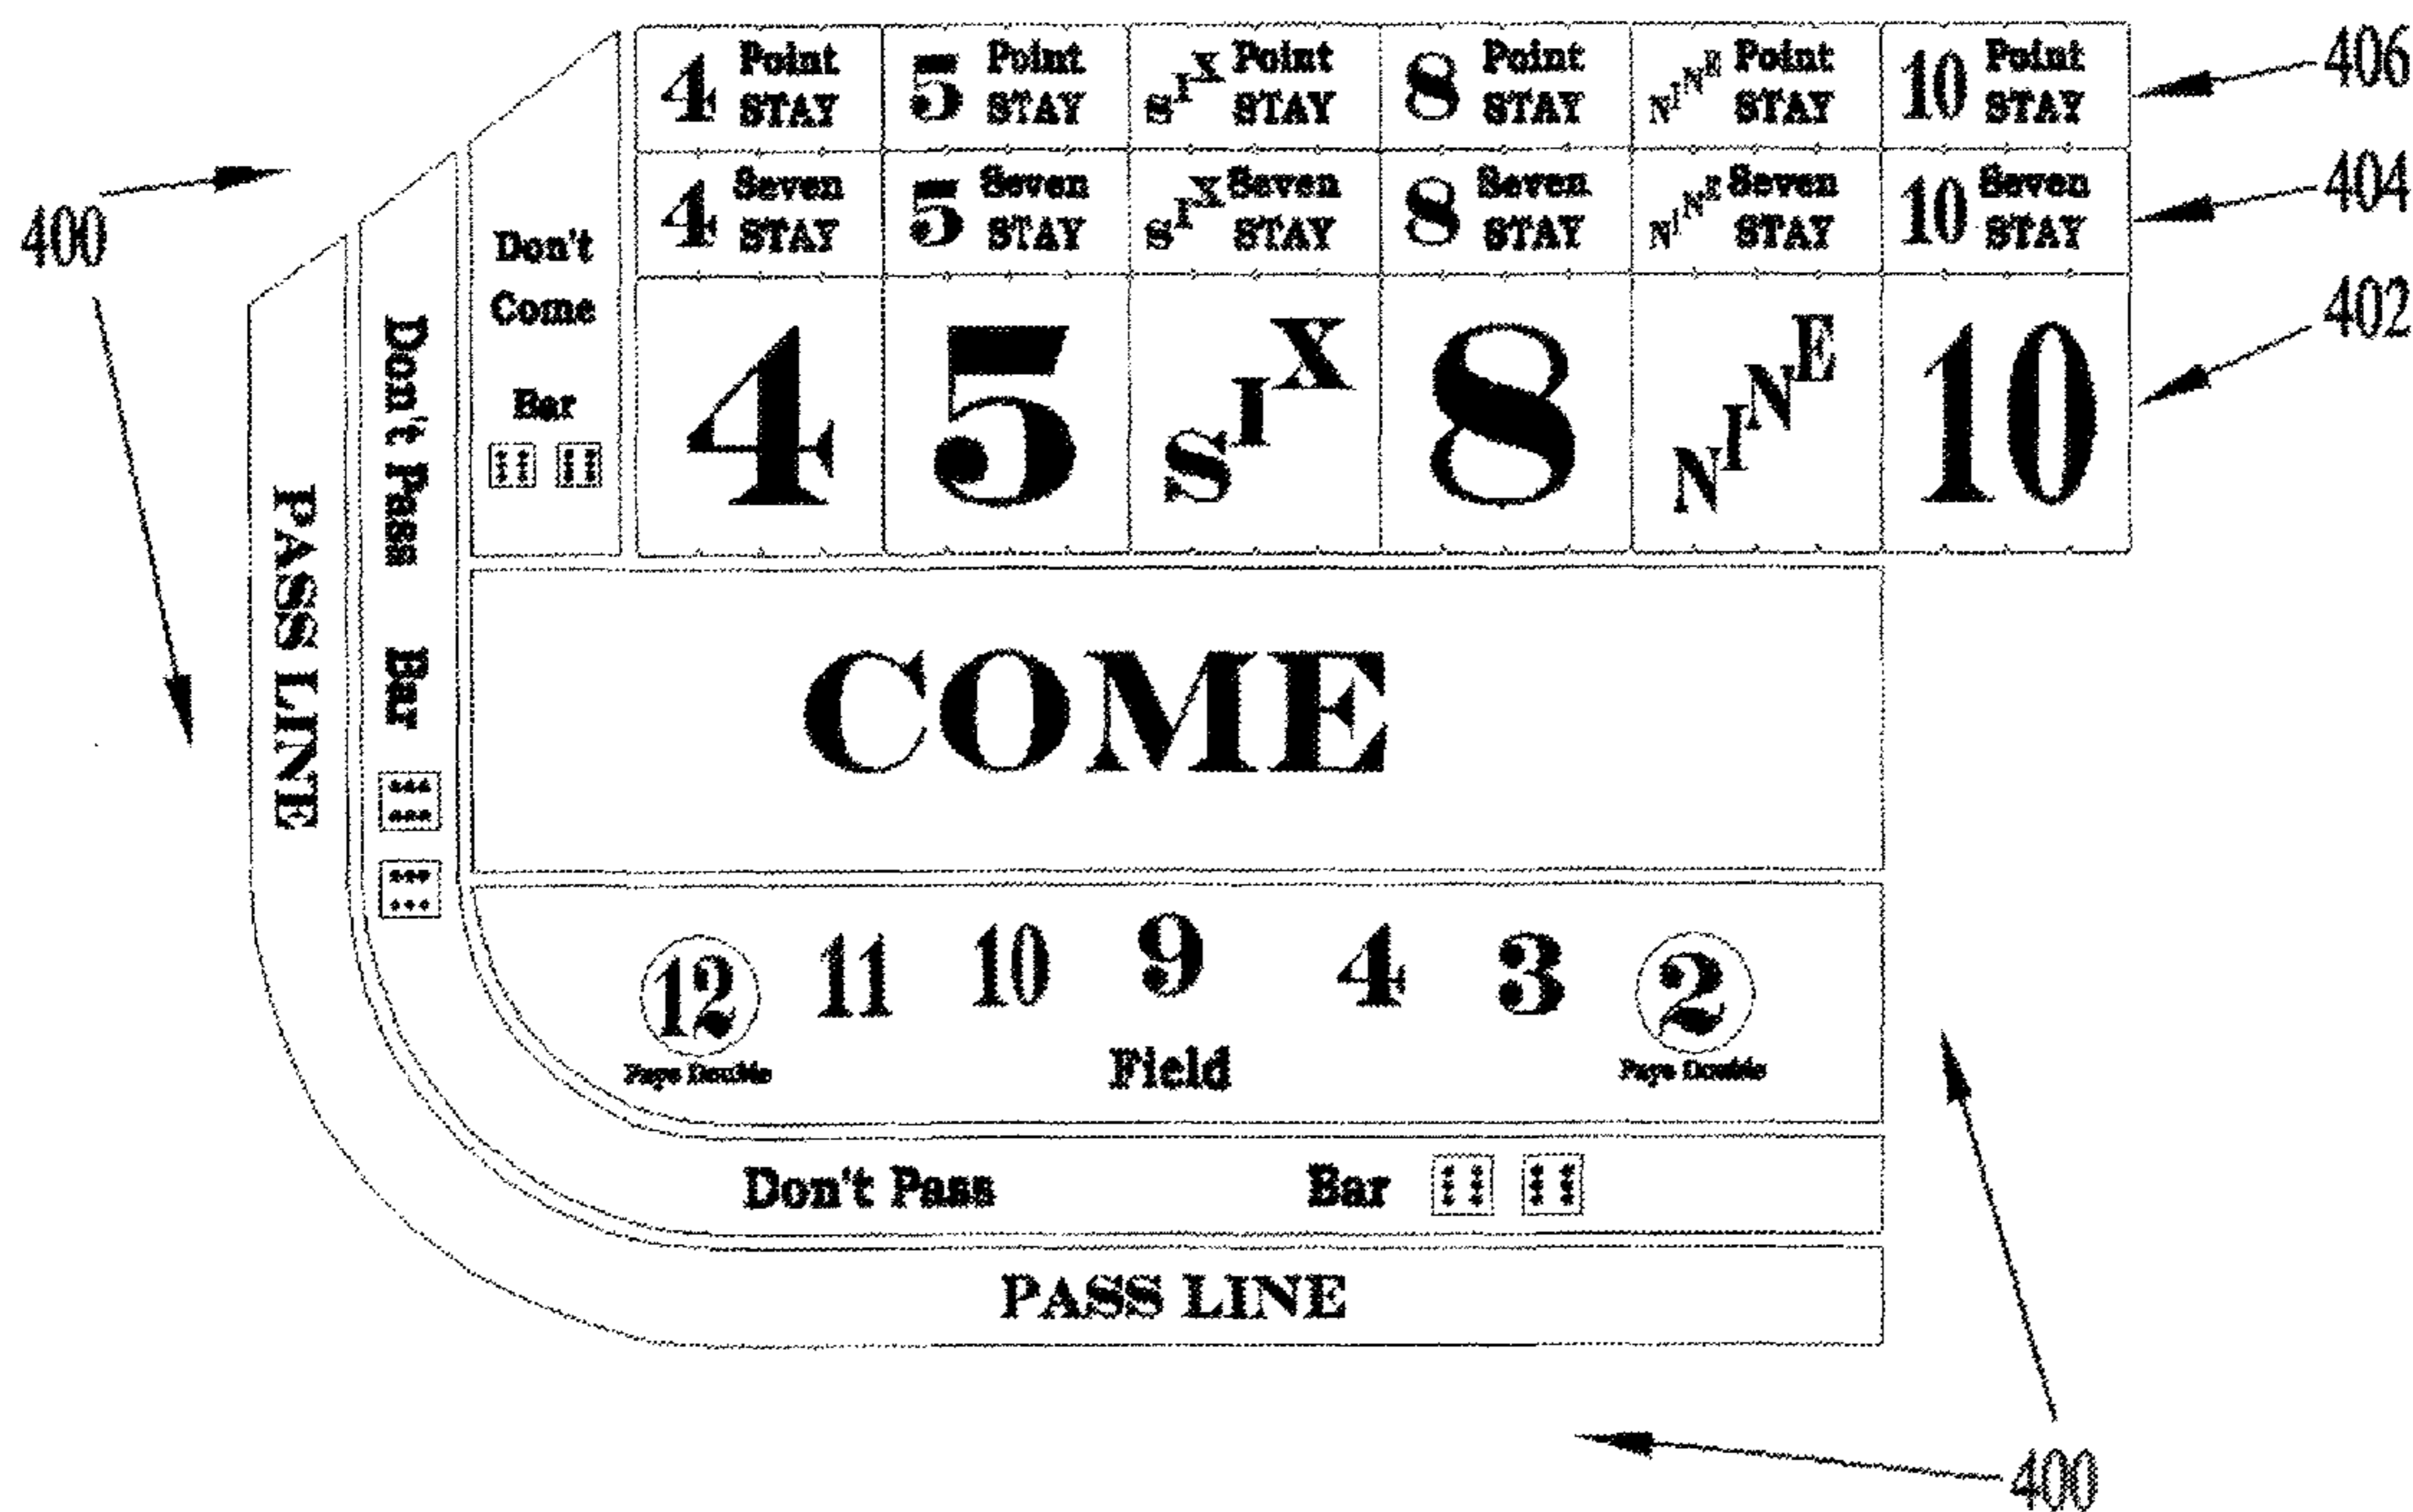 4 Point STAY
5 Point STAY
SIX Point STAY
8 Point STAY
NINE Point STAY
10 Point STAY
406
4 Seven STAY
5 Seven STAY
SIX Seven STAY
8 Seven STAY
NINE Seven STAY
10 Seven STAY
404
400
Don't
Come
Bar
4 5 SIX 8 NINE 10
402
Don't Pass Bar
PASS LINE
COME
12 11 10 9 4 3 2
Pays Double
Field
Pays Double
Don't Pass Bar
PASS LINE
400